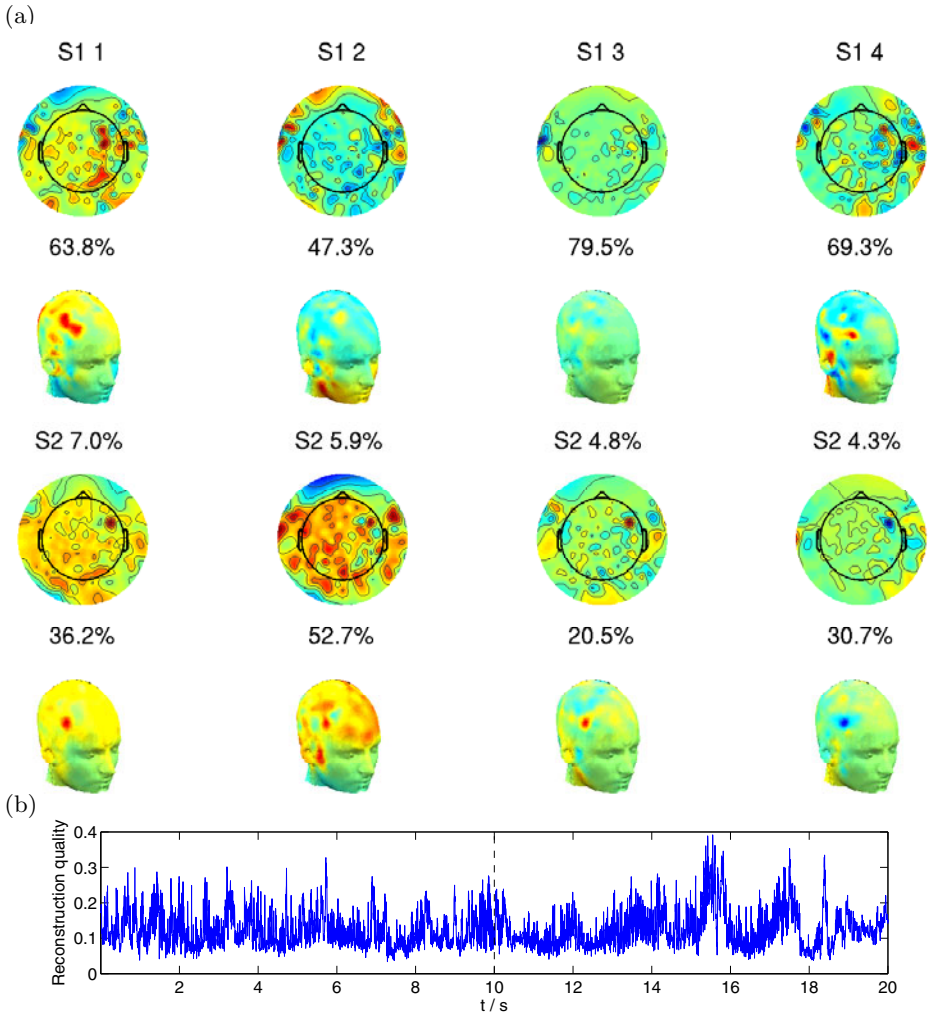 (a)
S1 1 S1 2 S1 3 S1 4
63.8% 47.3% 79.5% 69.3%
S2 7.0% S2 5.9% S2 4.8% S2 4.3%
36.2% 52.7% 20.5% 30.7%
(b)
Reconstruction quality
0.4
0.3
0.2
0.1
0
2 4 6 8 10 12 14 16 18 20
t / s